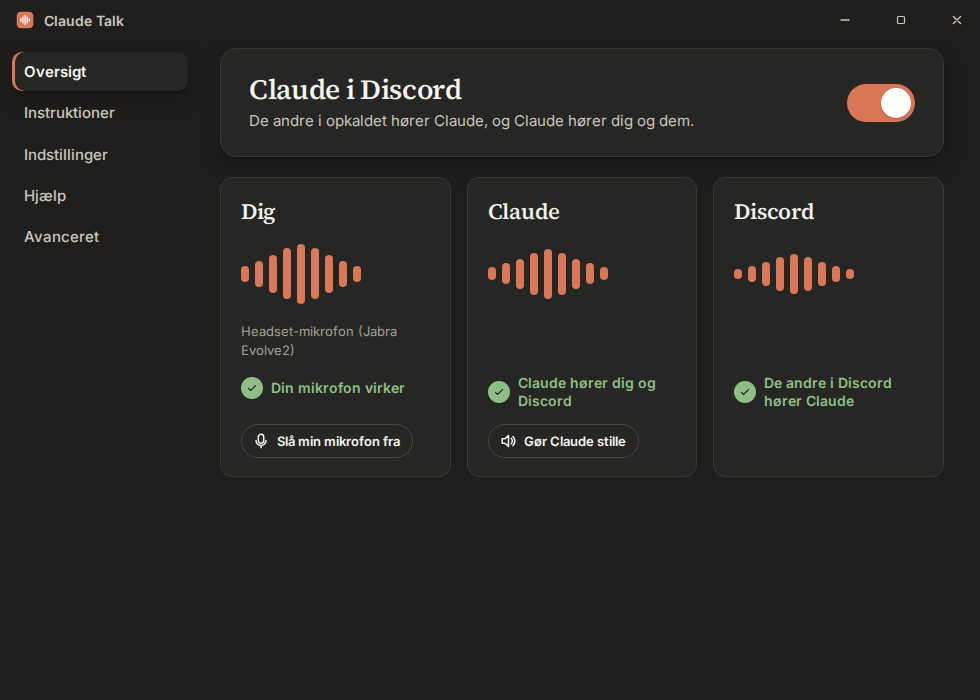 Claude Talk
Oversigt
Instruktioner
Indstillinger
Hjælp
Avanceret
Claude i Discord
De andre i opkaldet hører Claude, og Claude hører dig og dem.
Dig
Headset-mikrofon (Jabra
Evolve2)
Din mikrofon virker
Slå min mikrofon fra
Claude
Claude hører dig og
Discord
Gør Claude stille
Discord
De andre i Discord
hører Claude